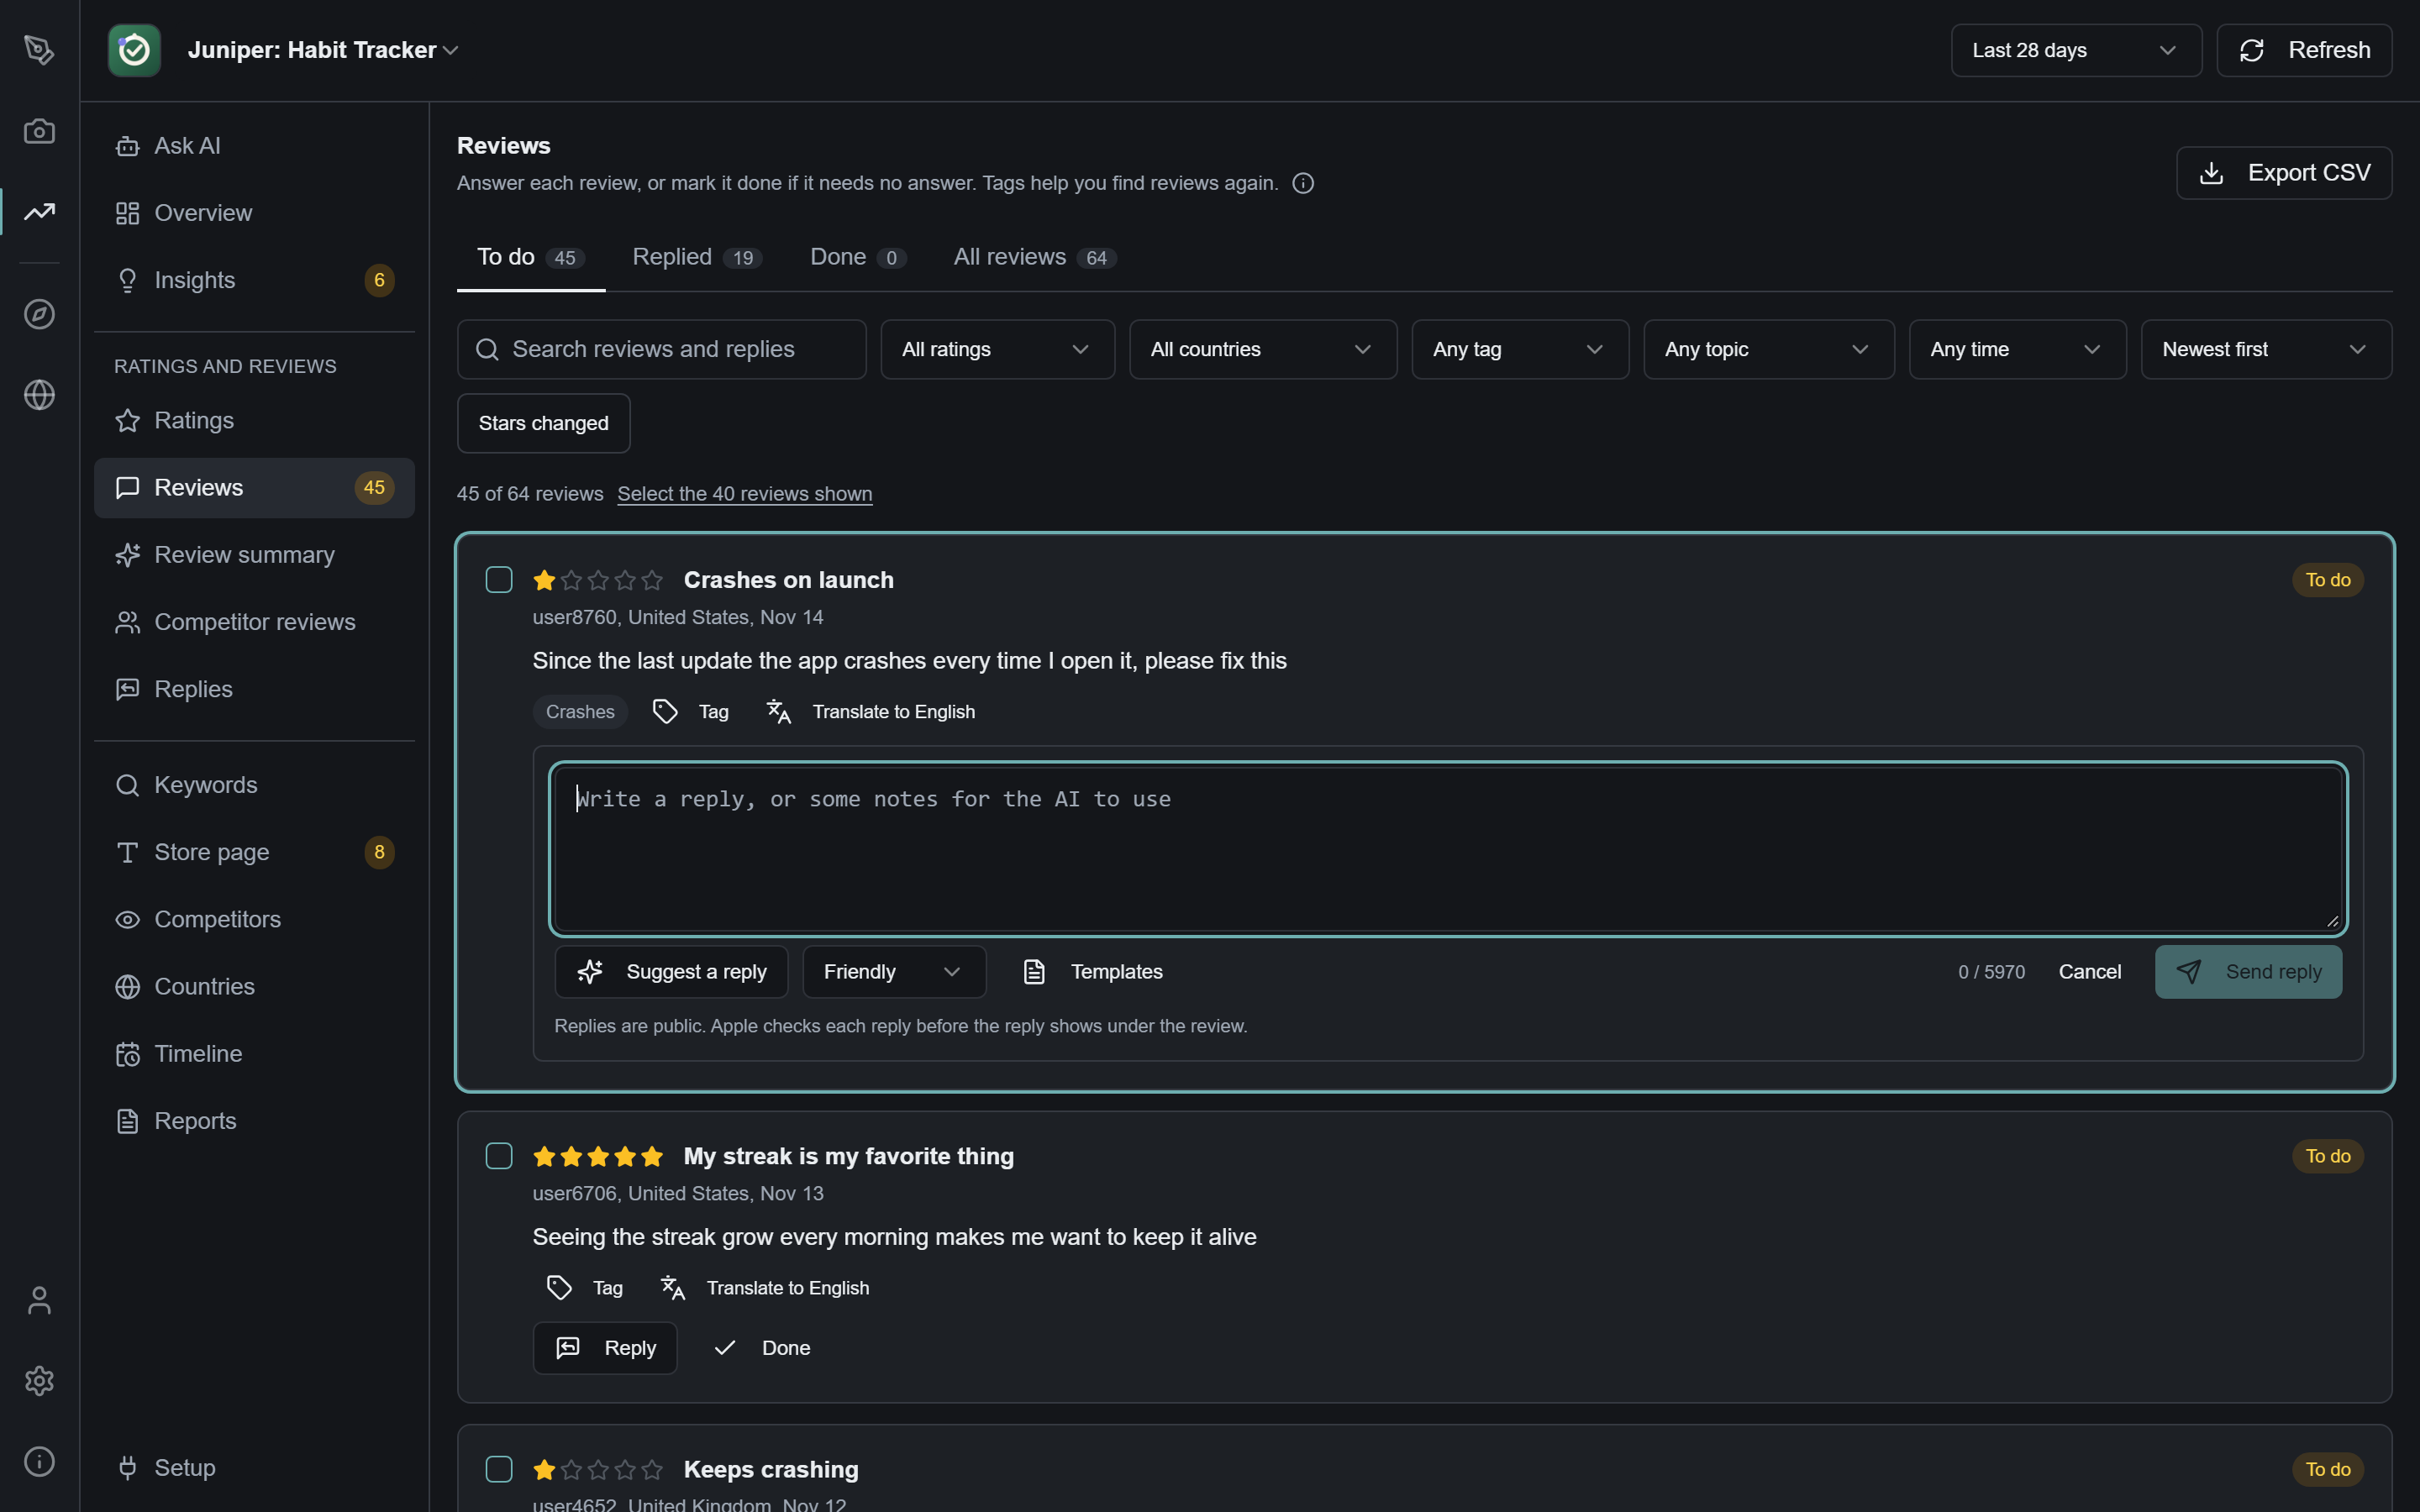 Juniper: Habit Tracker
Last 28 days
Refresh
Ask AI
Overview
Insights 6
RATINGS AND REVIEWS
Ratings
Reviews 45
Review summary
Competitor reviews
Replies
Keywords
Store page 8
Competitors
Countries
Timeline
Reports
Setup
Reviews
Answer each review, or mark it done if it needs no answer. Tags help you find reviews again.
Export CSV
To do 45 Replied 19 Done 0 All reviews 64
Search reviews and replies All ratings All countries Any tag Any topic Any time Newest first
Stars changed
45 of 64 reviews Select the 40 reviews shown
Crashes on launch To do
user8760, United States, Nov 14
Since the last update the app crashes every time I open it, please fix this
Crashes Tag Translate to English
Write a reply, or some notes for the AI to use
Suggest a reply Friendly Templates 0 / 5970 Cancel Send reply
Replies are public. Apple checks each reply before the reply shows under the review.
My streak is my favorite thing To do
user6706, United States, Nov 13
Seeing the streak grow every morning makes me want to keep it alive
Tag Translate to English
Reply Done
Keeps crashing To do
user4652, United Kingdom, Nov 12